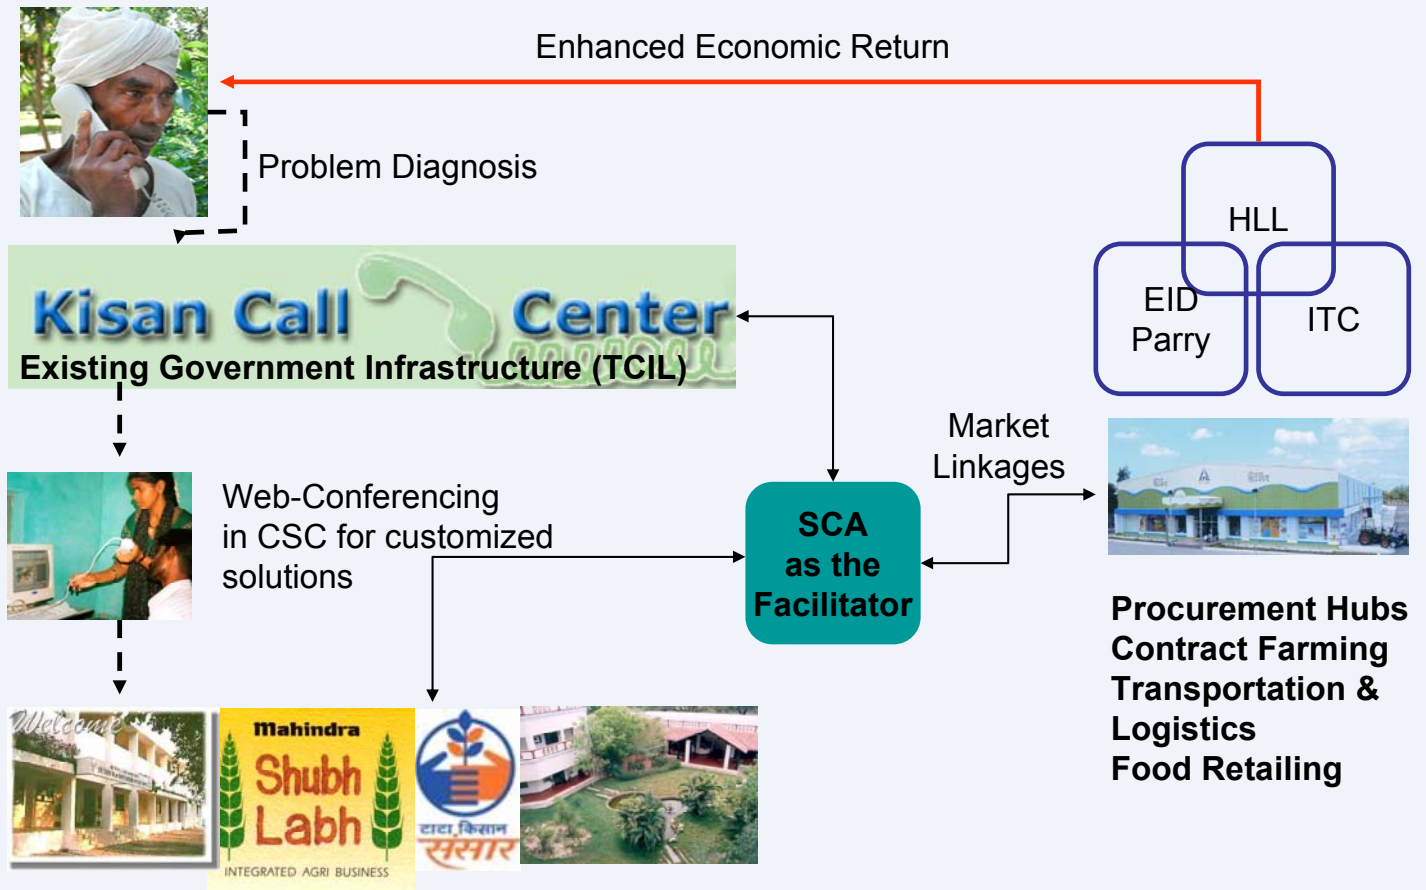 Enhanced Economic Return
Problem Diagnosis
HLL
EID
Parry
ITC
Kisan Call Center
Existing Government Infrastructure (TCIL)
Market
Linkages
Web-Conferencing
in CSC for customized
solutions
SCA
as the
Facilitator
Procurement Hubs
Contract Farming
Transportation &
Logistics
Food Retailing
Welcome
Mahindra
Shubh
Labh
INTEGRATED AGRI BUSINESS
टाटा किसान
संसार